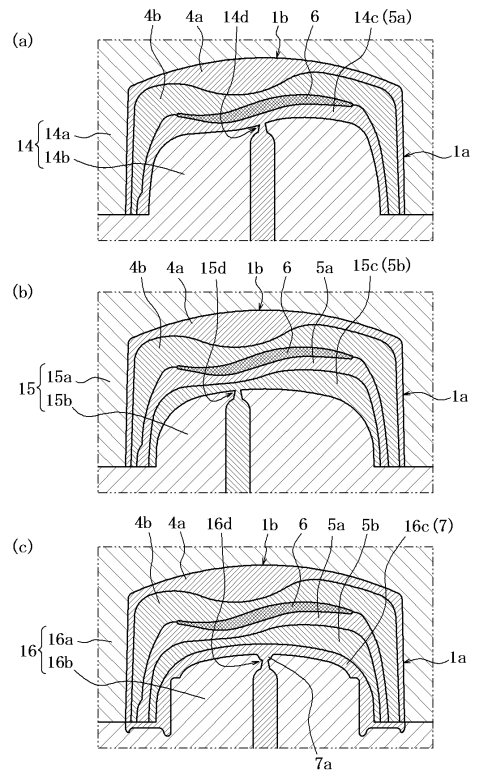 (a)
4b 4a 14d 1b 6 14c (5a)
14 { 14a
14b
1a
(b)
4b 4a 15d 1b 6 5a 15c (5b)
15 { 15a
15b
1a
(c)
4b 4a 16d 1b 6 5a 5b 16c (7)
16 { 16a
16b
1a
7a